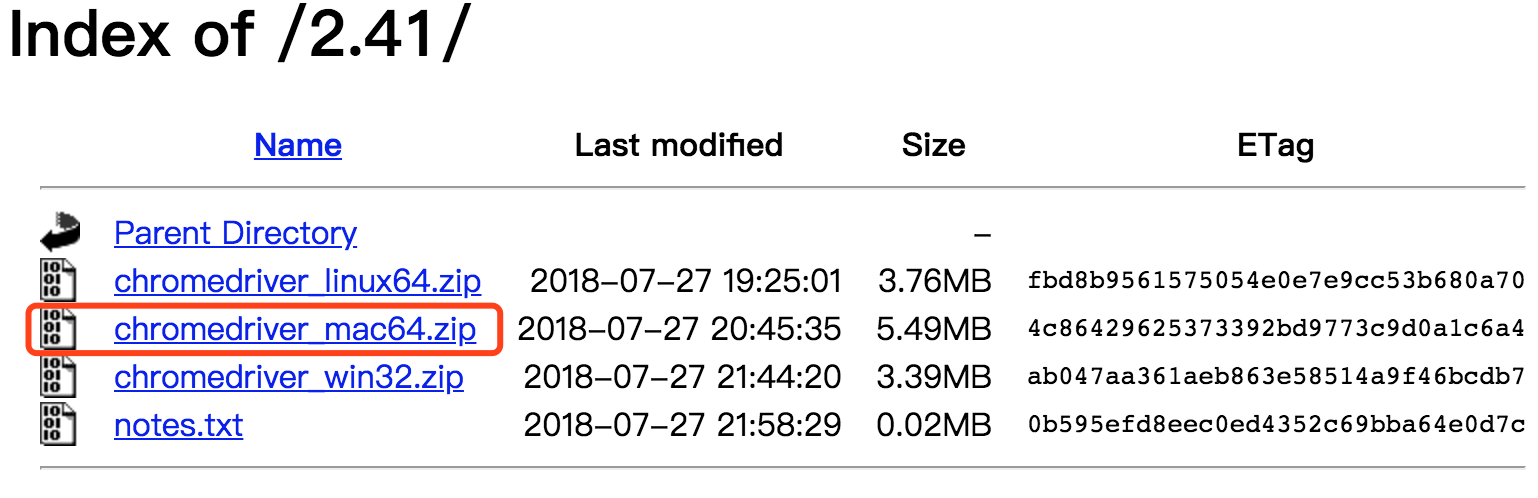 Index of /2.41/
Name Last modified Size ETag
Parent Directory –
chromedriver_linux64.zip 2018–07–27 19:25:01 3.76MB fbd8b9561575054e0e7e9cc53b680a70
chromedriver_mac64.zip 2018–07–27 20:45:35 5.49MB 4c86429625373392bd9773c9d0a1c6a4
chromedriver_win32.zip 2018–07–27 21:44:20 3.39MB ab047aa361aeb863e58514a9f46bcdb7
notes.txt 2018–07–27 21:58:29 0.02MB 0b595efd8eec0ed4352c69bba64e0d7c